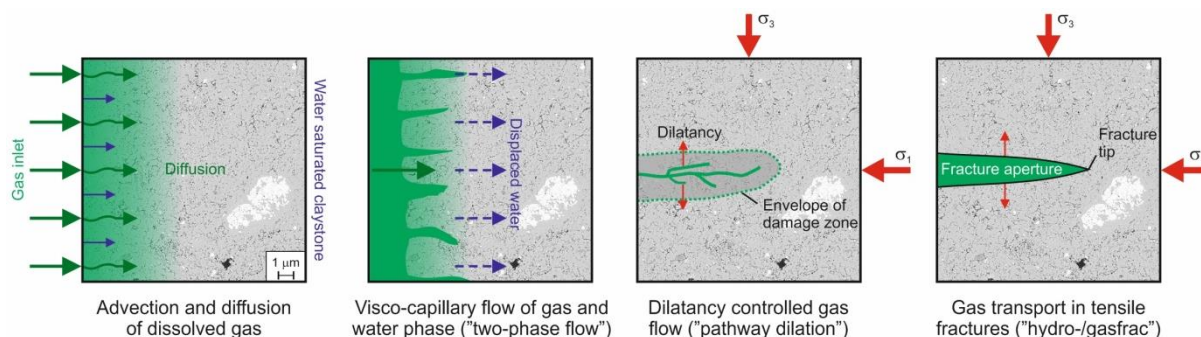 σ3
σ3
Gas inlet
Diffusion
Water saturated claystone
1 μm
Displaced water
Dilatancy
Envelope of
damage zone
σ1
Fracture aperture
Fracture
tip
σ
Advection and diffusion
of dissolved gas
Visco-capillary flow of gas and
water phase ("two-phase flow")
Dilatancy controlled gas
flow ("pathway dilation")
Gas transport in tensile
fractures ("hydro-/gasfrac")